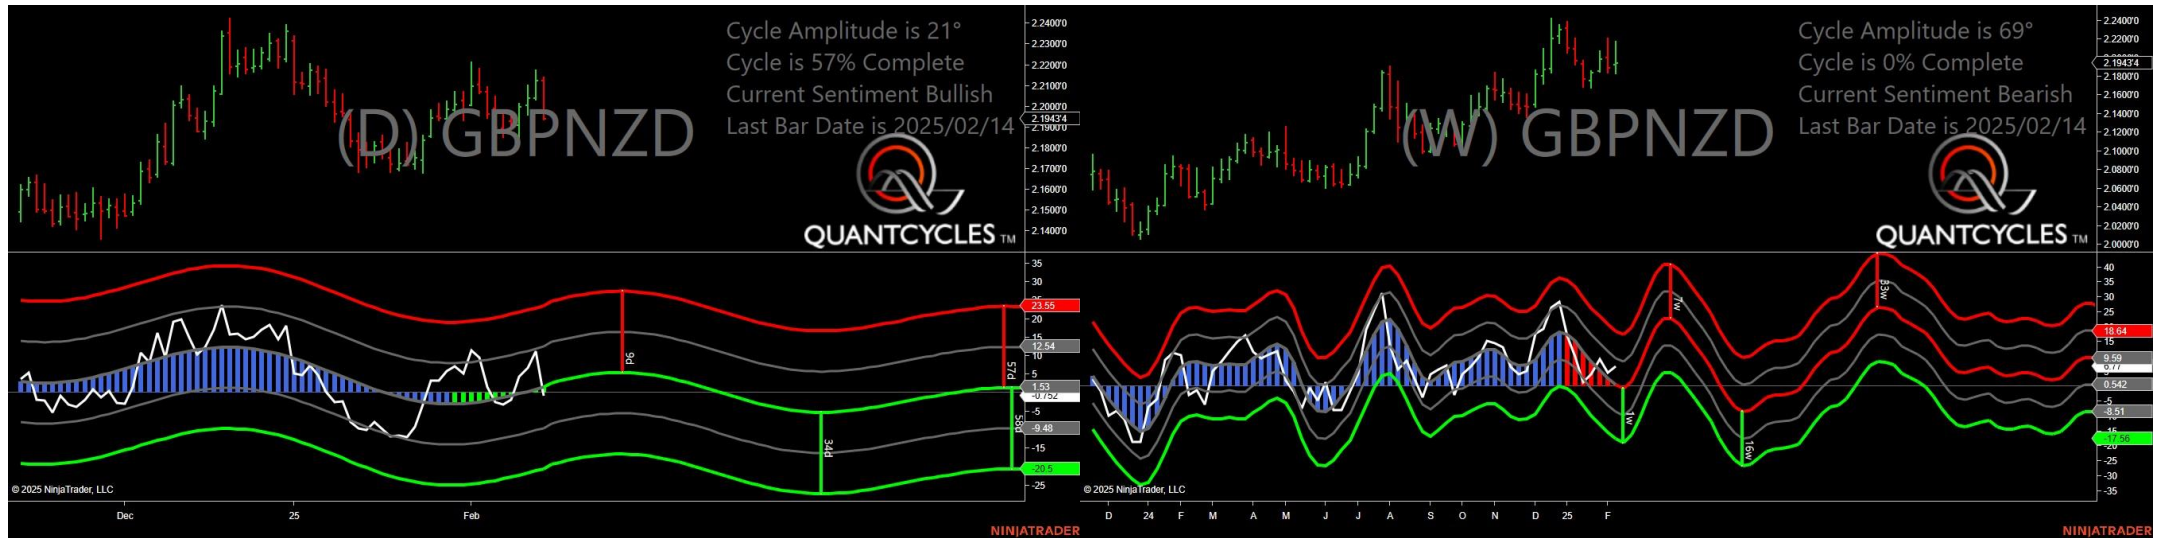 Cycle Amplitude is 21°
Cycle is 57% Complete
Current Sentiment Bullish
Last Bar Date is 2025/02/14
(D) GBPNZD
QUANTCYCLES TM
2.2400'0
2.2300'0
2.2200'0
2.2100'0
2.2000'0
2.1943'4
2.1900'0
2.1800'0
2.1700'0
2.1600'0
2.1500'0
2.1400'0
35
30
23.55
20
15
12.54
10
5
1.53
-0.752
-5
-9.48
-15
-20.5
-25
9d
34d
57d
58d
© 2025 NinjaTrader, LLC
Dec
25
Feb
NINJATRADER
Cycle Amplitude is 69°
Cycle is 0% Complete
Current Sentiment Bearish
Last Bar Date is 2025/02/14
(W) GBPNZD
QUANTCYCLES TM
2.2400'0
2.2200'0
2.1943'4
2.1800'0
2.1600'0
2.1400'0
2.1200'0
2.1000'0
2.0800'0
2.0600'0
2.0400'0
2.0200'0
2.0000'0
40
35
30
25
18.64
15
9.59
6.77
0.542
-5
-8.51
-17.56
-25
-30
-35
1w
7w
16w
33w
© 2025 NinjaTrader, LLC
D
24
F
M
A
M
J
J
A
S
O
N
D
25
F
NINJATRADER